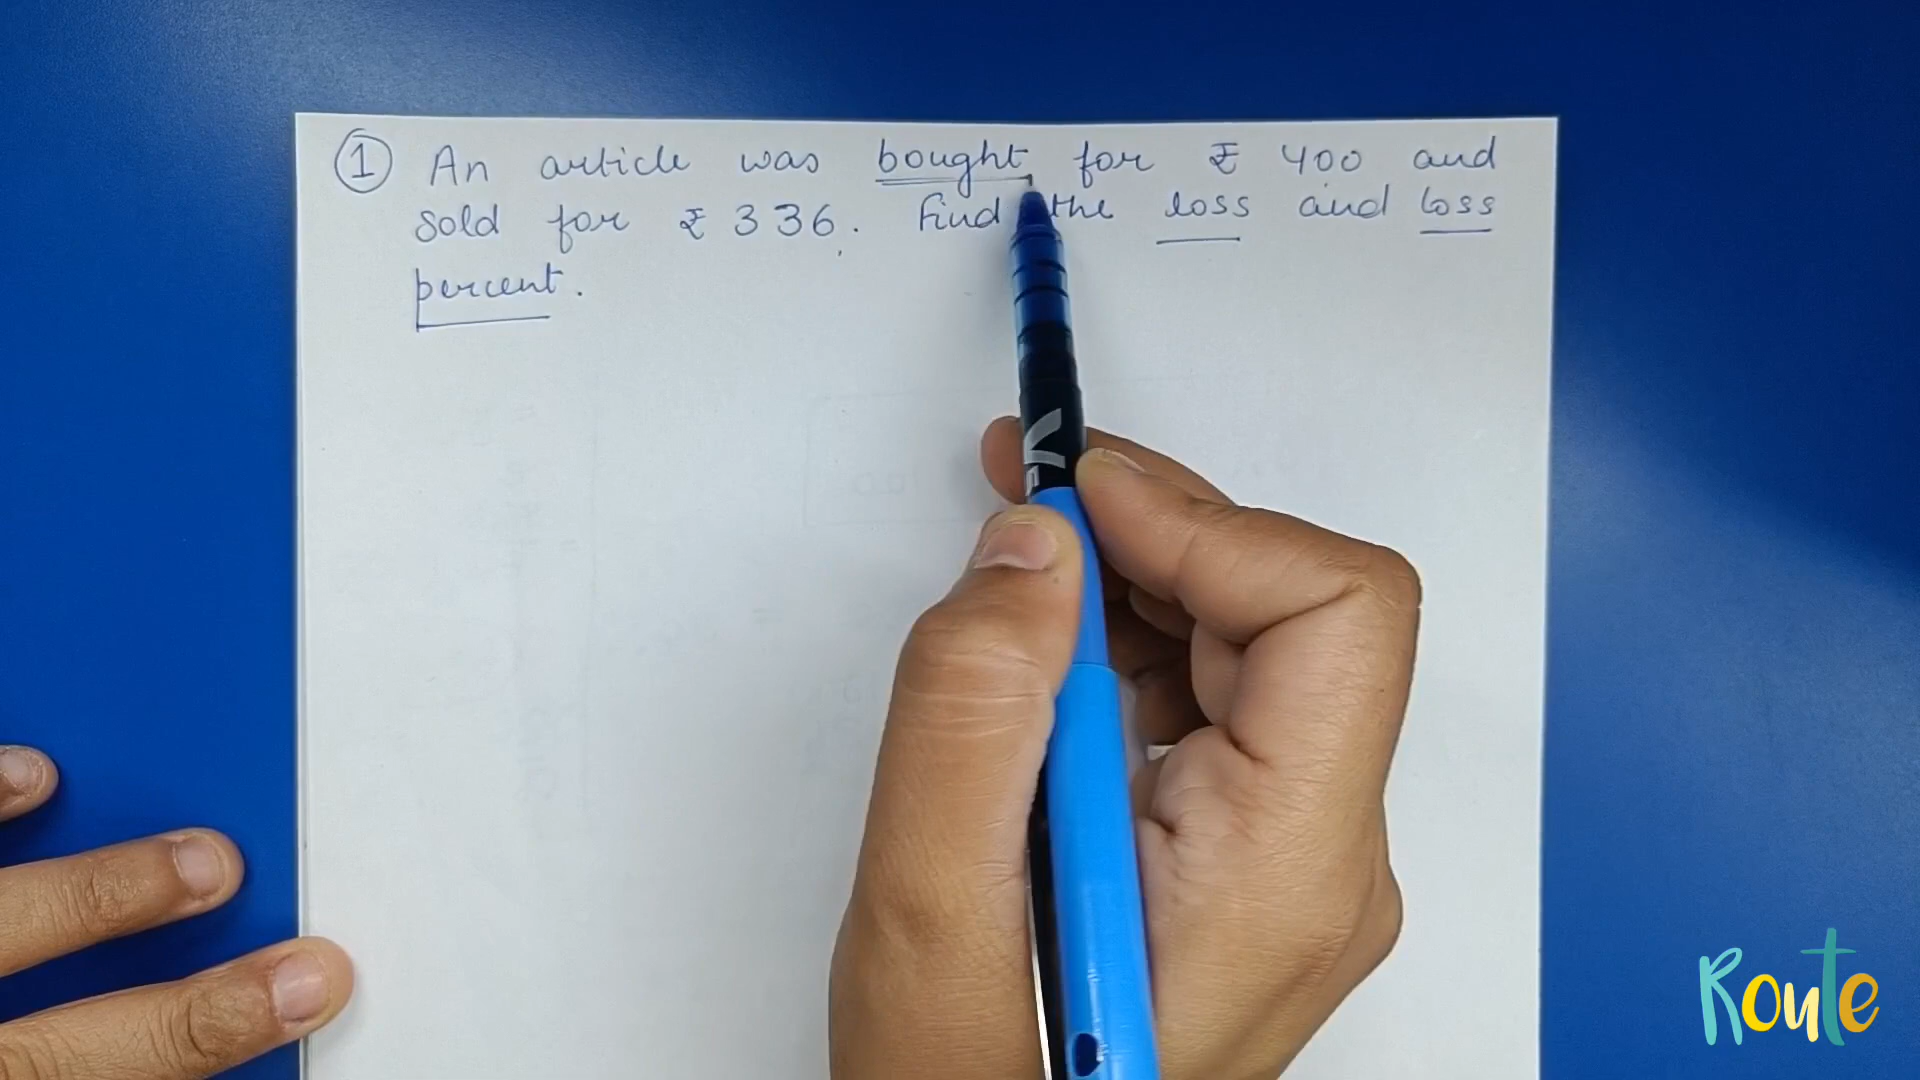 1 An article was bought for ₹ 400 and
sold for ₹ 336. Find the loss and loss
percent.
Route